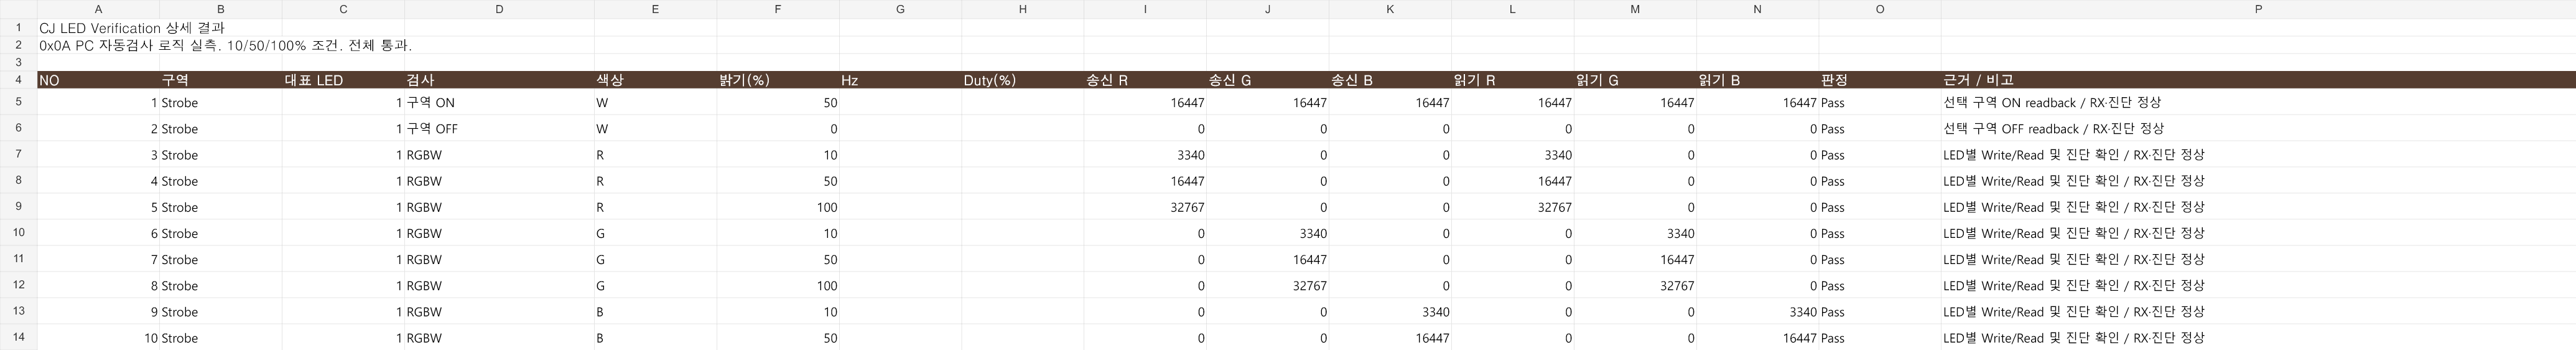 A B C D E F G H I J K L M N O P
1 CJ LED Verification 상세 결과
2 0x0A PC 자동검사 로직 실측. 10/50/100% 조건. 전체 통과.
3
4 NO 구역 대표 LED 검사 색상 밝기(%) Hz Duty(%) 송신 R 송신 G 송신 B 읽기 R 읽기 G 읽기 B 판정 근거 / 비고
5 1 Strobe 1 구역 ON W 50 16447 16447 16447 16447 16447 16447 Pass 선택 구역 ON readback / RX·진단 정상
6 2 Strobe 1 구역 OFF W 0 0 0 0 0 0 0 Pass 선택 구역 OFF readback / RX·진단 정상
7 3 Strobe 1 RGBW R 10 3340 0 0 3340 0 0 Pass LED별 Write/Read 및 진단 확인 / RX·진단 정상
8 4 Strobe 1 RGBW R 50 16447 0 0 16447 0 0 Pass LED별 Write/Read 및 진단 확인 / RX·진단 정상
9 5 Strobe 1 RGBW R 100 32767 0 0 32767 0 0 Pass LED별 Write/Read 및 진단 확인 / RX·진단 정상
10 6 Strobe 1 RGBW G 10 0 3340 0 0 3340 0 Pass LED별 Write/Read 및 진단 확인 / RX·진단 정상
11 7 Strobe 1 RGBW G 50 0 16447 0 0 16447 0 Pass LED별 Write/Read 및 진단 확인 / RX·진단 정상
12 8 Strobe 1 RGBW G 100 0 32767 0 0 32767 0 Pass LED별 Write/Read 및 진단 확인 / RX·진단 정상
13 9 Strobe 1 RGBW B 10 0 0 3340 0 0 3340 Pass LED별 Write/Read 및 진단 확인 / RX·진단 정상
14 10 Strobe 1 RGBW B 50 0 0 16447 0 0 16447 Pass LED별 Write/Read 및 진단 확인 / RX·진단 정상